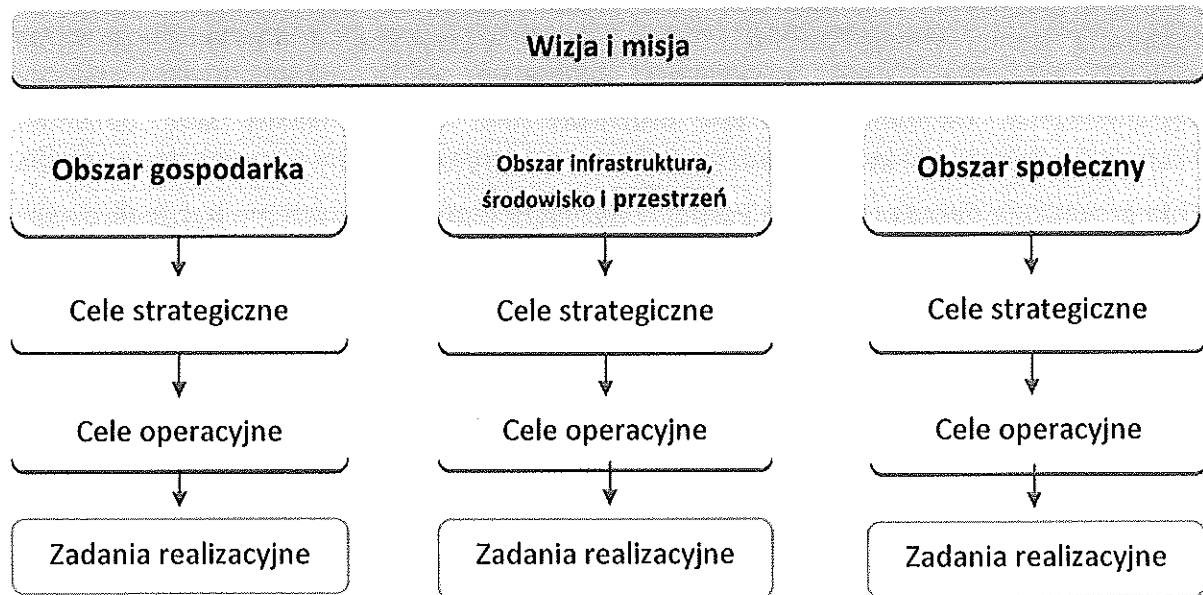 Wizja i misja
Obszar gospodarka
Obszar infrastruktura,
środowisko i przestrzeń
Obszar społeczny
Cele strategiczne
Cele strategiczne
Cele strategiczne
Cele operacyjne
Cele operacyjne
Cele operacyjne
Zadania realizacyjne
Zadania realizacyjne
Zadania realizacyjne